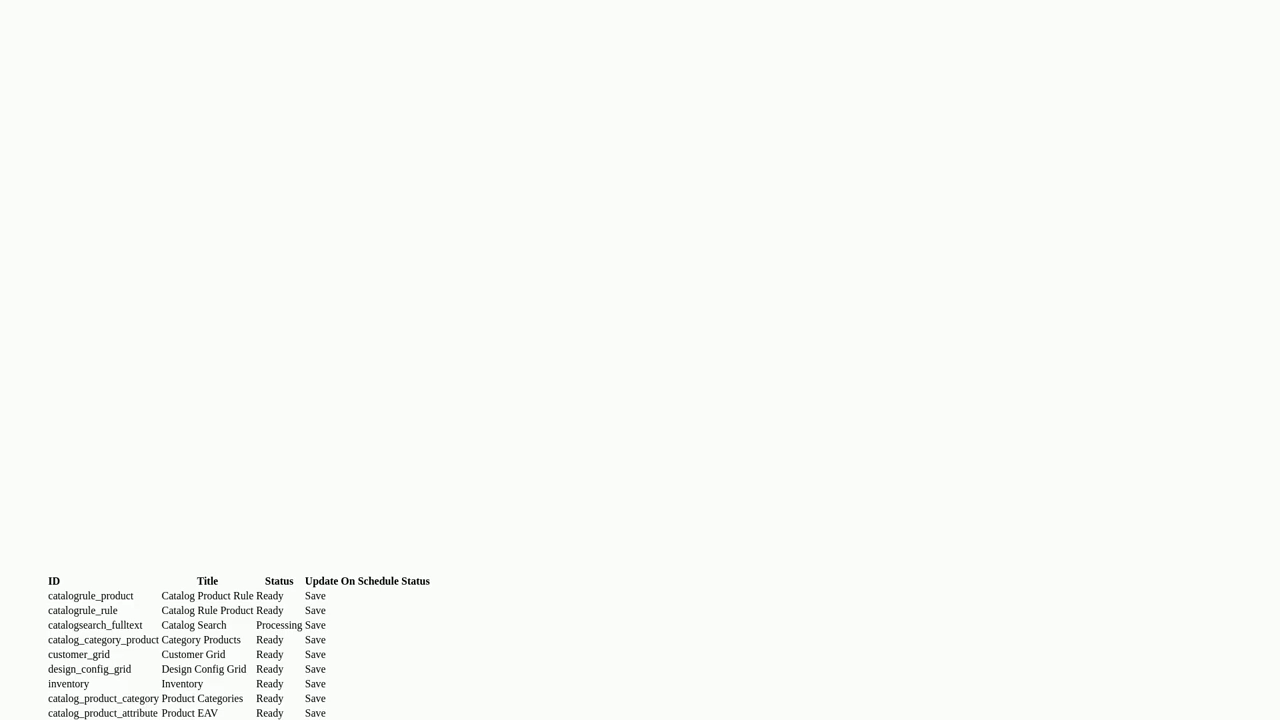 ID Title Status Update On Schedule Status
catalogrule_product Catalog Product Rule Ready Save
catalogrule_rule Catalog Rule Product Ready Save
catalogsearch_fulltext Catalog Search Processing Save
catalog_category_product Category Products Ready Save
customer_grid Customer Grid Ready Save
design_config_grid Design Config Grid Ready Save
inventory Inventory Ready Save
catalog_product_category Product Categories Ready Save
catalog_product_attribute Product EAV Ready Save